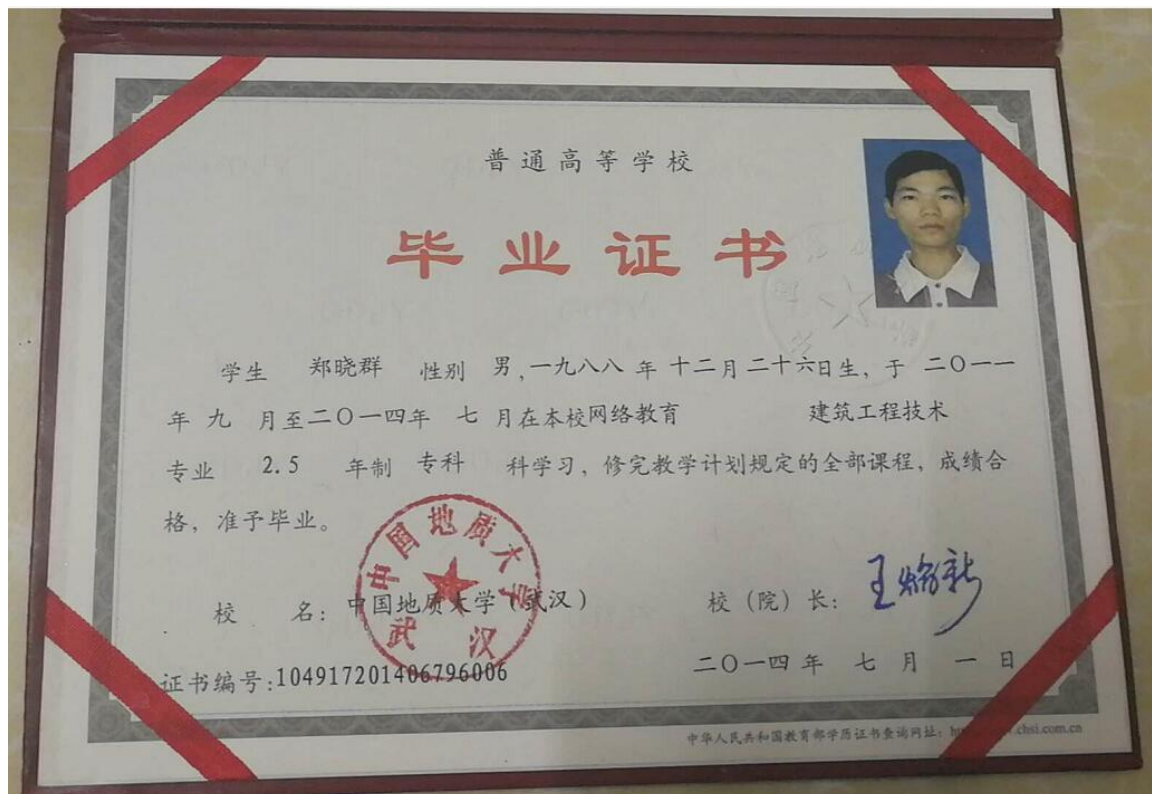 普通高等学校
毕业证书
学生 郑晓群 性别 男,一九八八年十二月二十六日生,于二〇一一
年九月至二〇一四年七月在本校网络教育 建筑工程技术
专业 2.5 年制 专科 科学习,修完教学计划规定的全部课程,成绩合
格,准予毕业。
中国地质大学
武汉
校 名:中国地质大学(武汉) 校(院)长:王焰新
证书编号:104917201406796006 二〇一四年七月一日
中华人民共和国教育部学历证书查询网址:chsi.com.cn